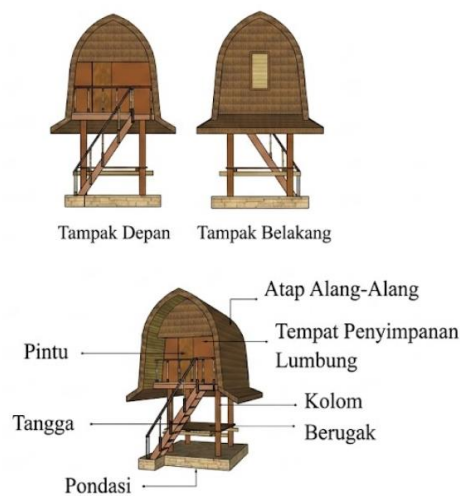 Tampak Depan
Tampak Belakang
Atap Alang-Alang
Tempat Penyimpanan
Lumbung
Pintu
Kolom
Tangga
Berugak
Pondasi